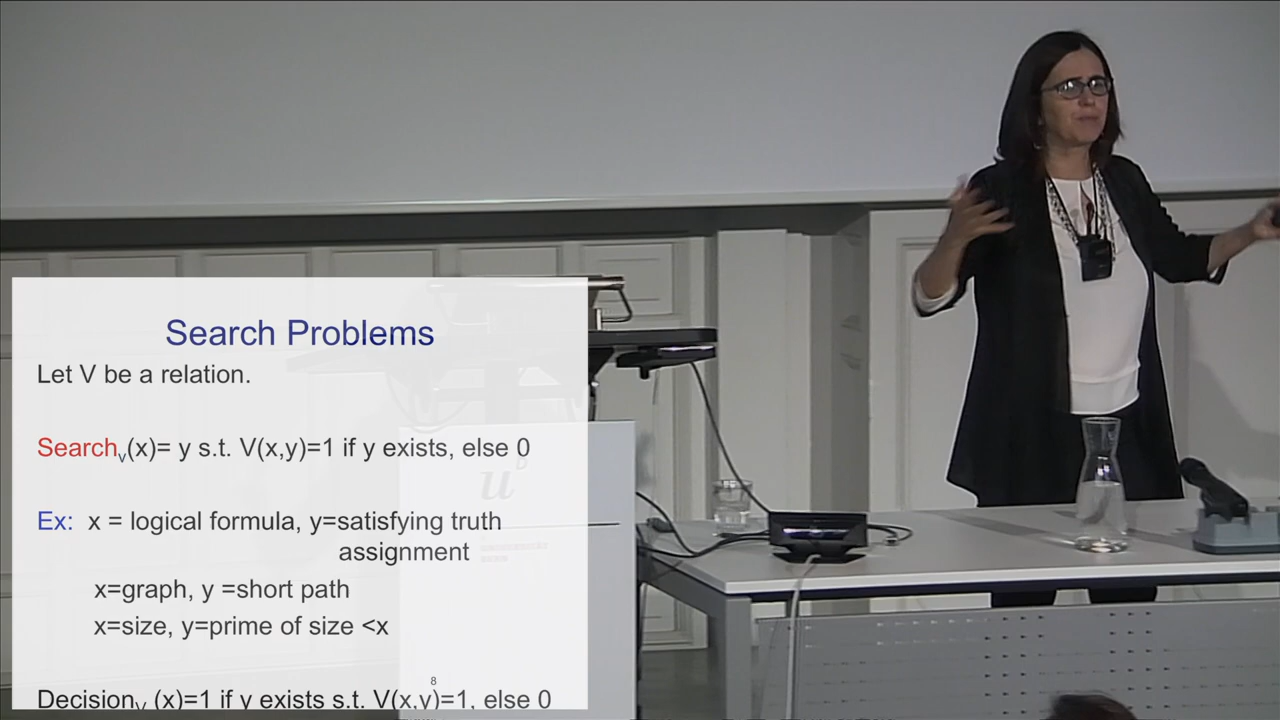 Search Problems
Let V be a relation.
Searchᵥ(x)= y s.t. V(x,y)=1 if y exists, else 0
u b
Ex: x = logical formula, y=satisfying truth
assignment
x=graph, y =short path
x=size, y=prime of size <x
8
Decisionᵥ (x)=1 if y exists s.t. V(x,y)=1, else 0